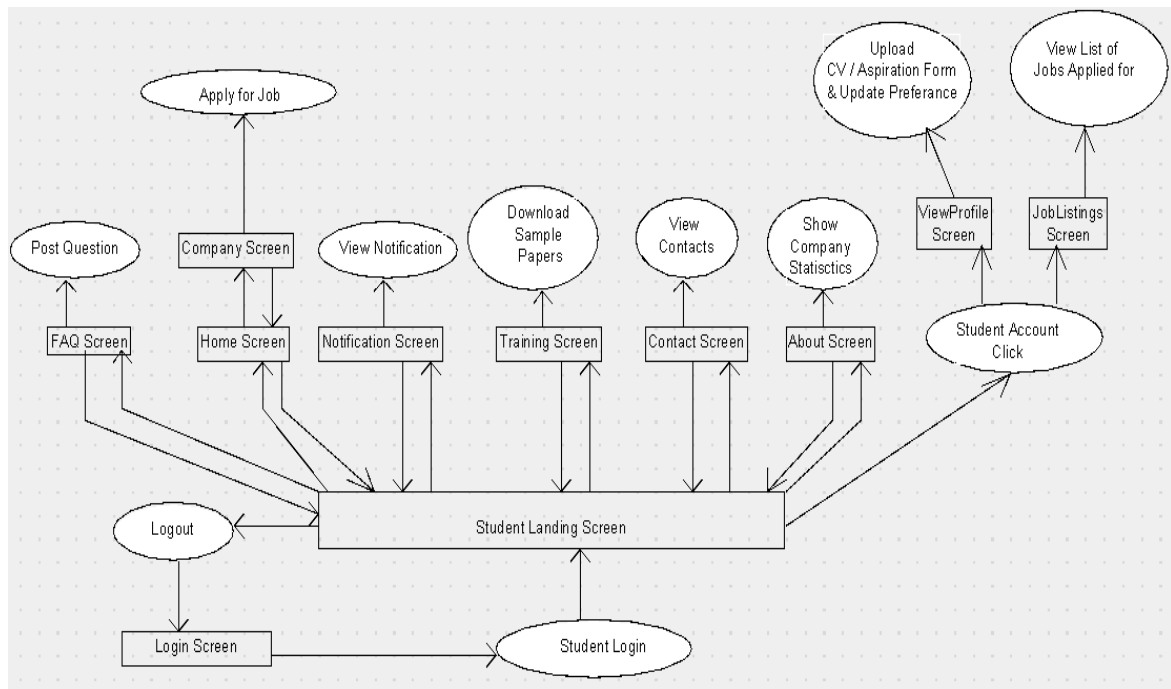 Upload
CV / Aspiration Form
& Update Preferance
View List of
Jobs Applied for
Apply for Job
Post Question
Company Screen
View Notification
Download
Sample
Papers
View
Contacts
Show
Company
Statisctics
ViewProfile
Screen
JobListings
Screen
FAQ Screen
Home Screen
Notification Screen
Training Screen
Contact Screen
About Screen
Student Account
Click
Logout
Student Landing Screen
Login Screen
Student Login